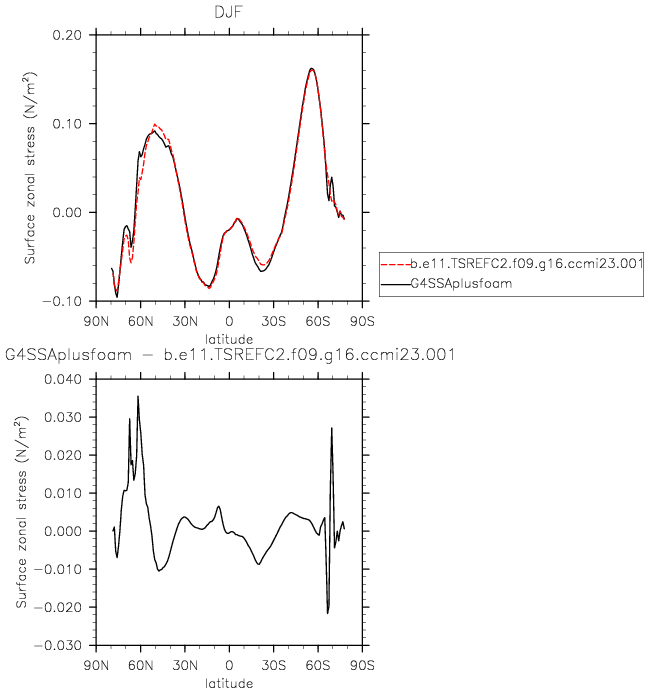 DJF
Surface zonal stress (N/m²)
0.20
0.10
0.00
−0.10
90N 60N 30N 0 30S 60S 90S
latitude
b.e11.TSREFC2.f09.g16.ccmi23.001
G4SSAplusfoam
G4SSAplusfoam − b.e11.TSREFC2.f09.g16.ccmi23.001
Surface zonal stress (N/m²)
0.040
0.030
0.020
0.010
0.000
−0.010
−0.020
−0.030
90N 60N 30N 0 30S 60S 90S
latitude